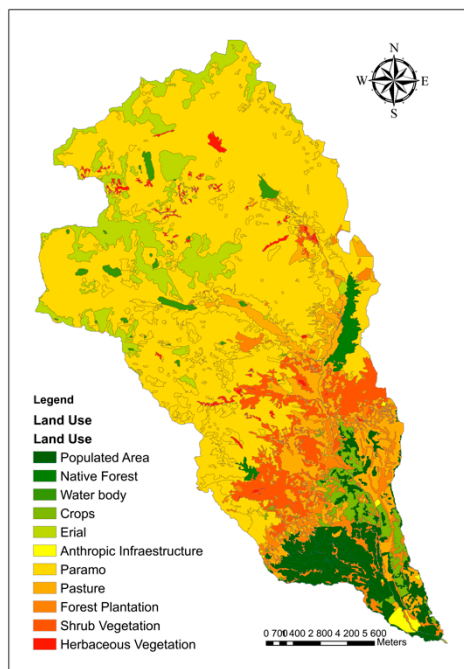 N
W E
S
Legend
Land Use
Land Use
Populated Area
Native Forest
Water body
Crops
Erial
Anthropic Infraestructure
Paramo
Pasture
Forest Plantation
Shrub Vegetation
Herbaceous Vegetation
0 700 1 400 2 800 4 200 5 600
Meters